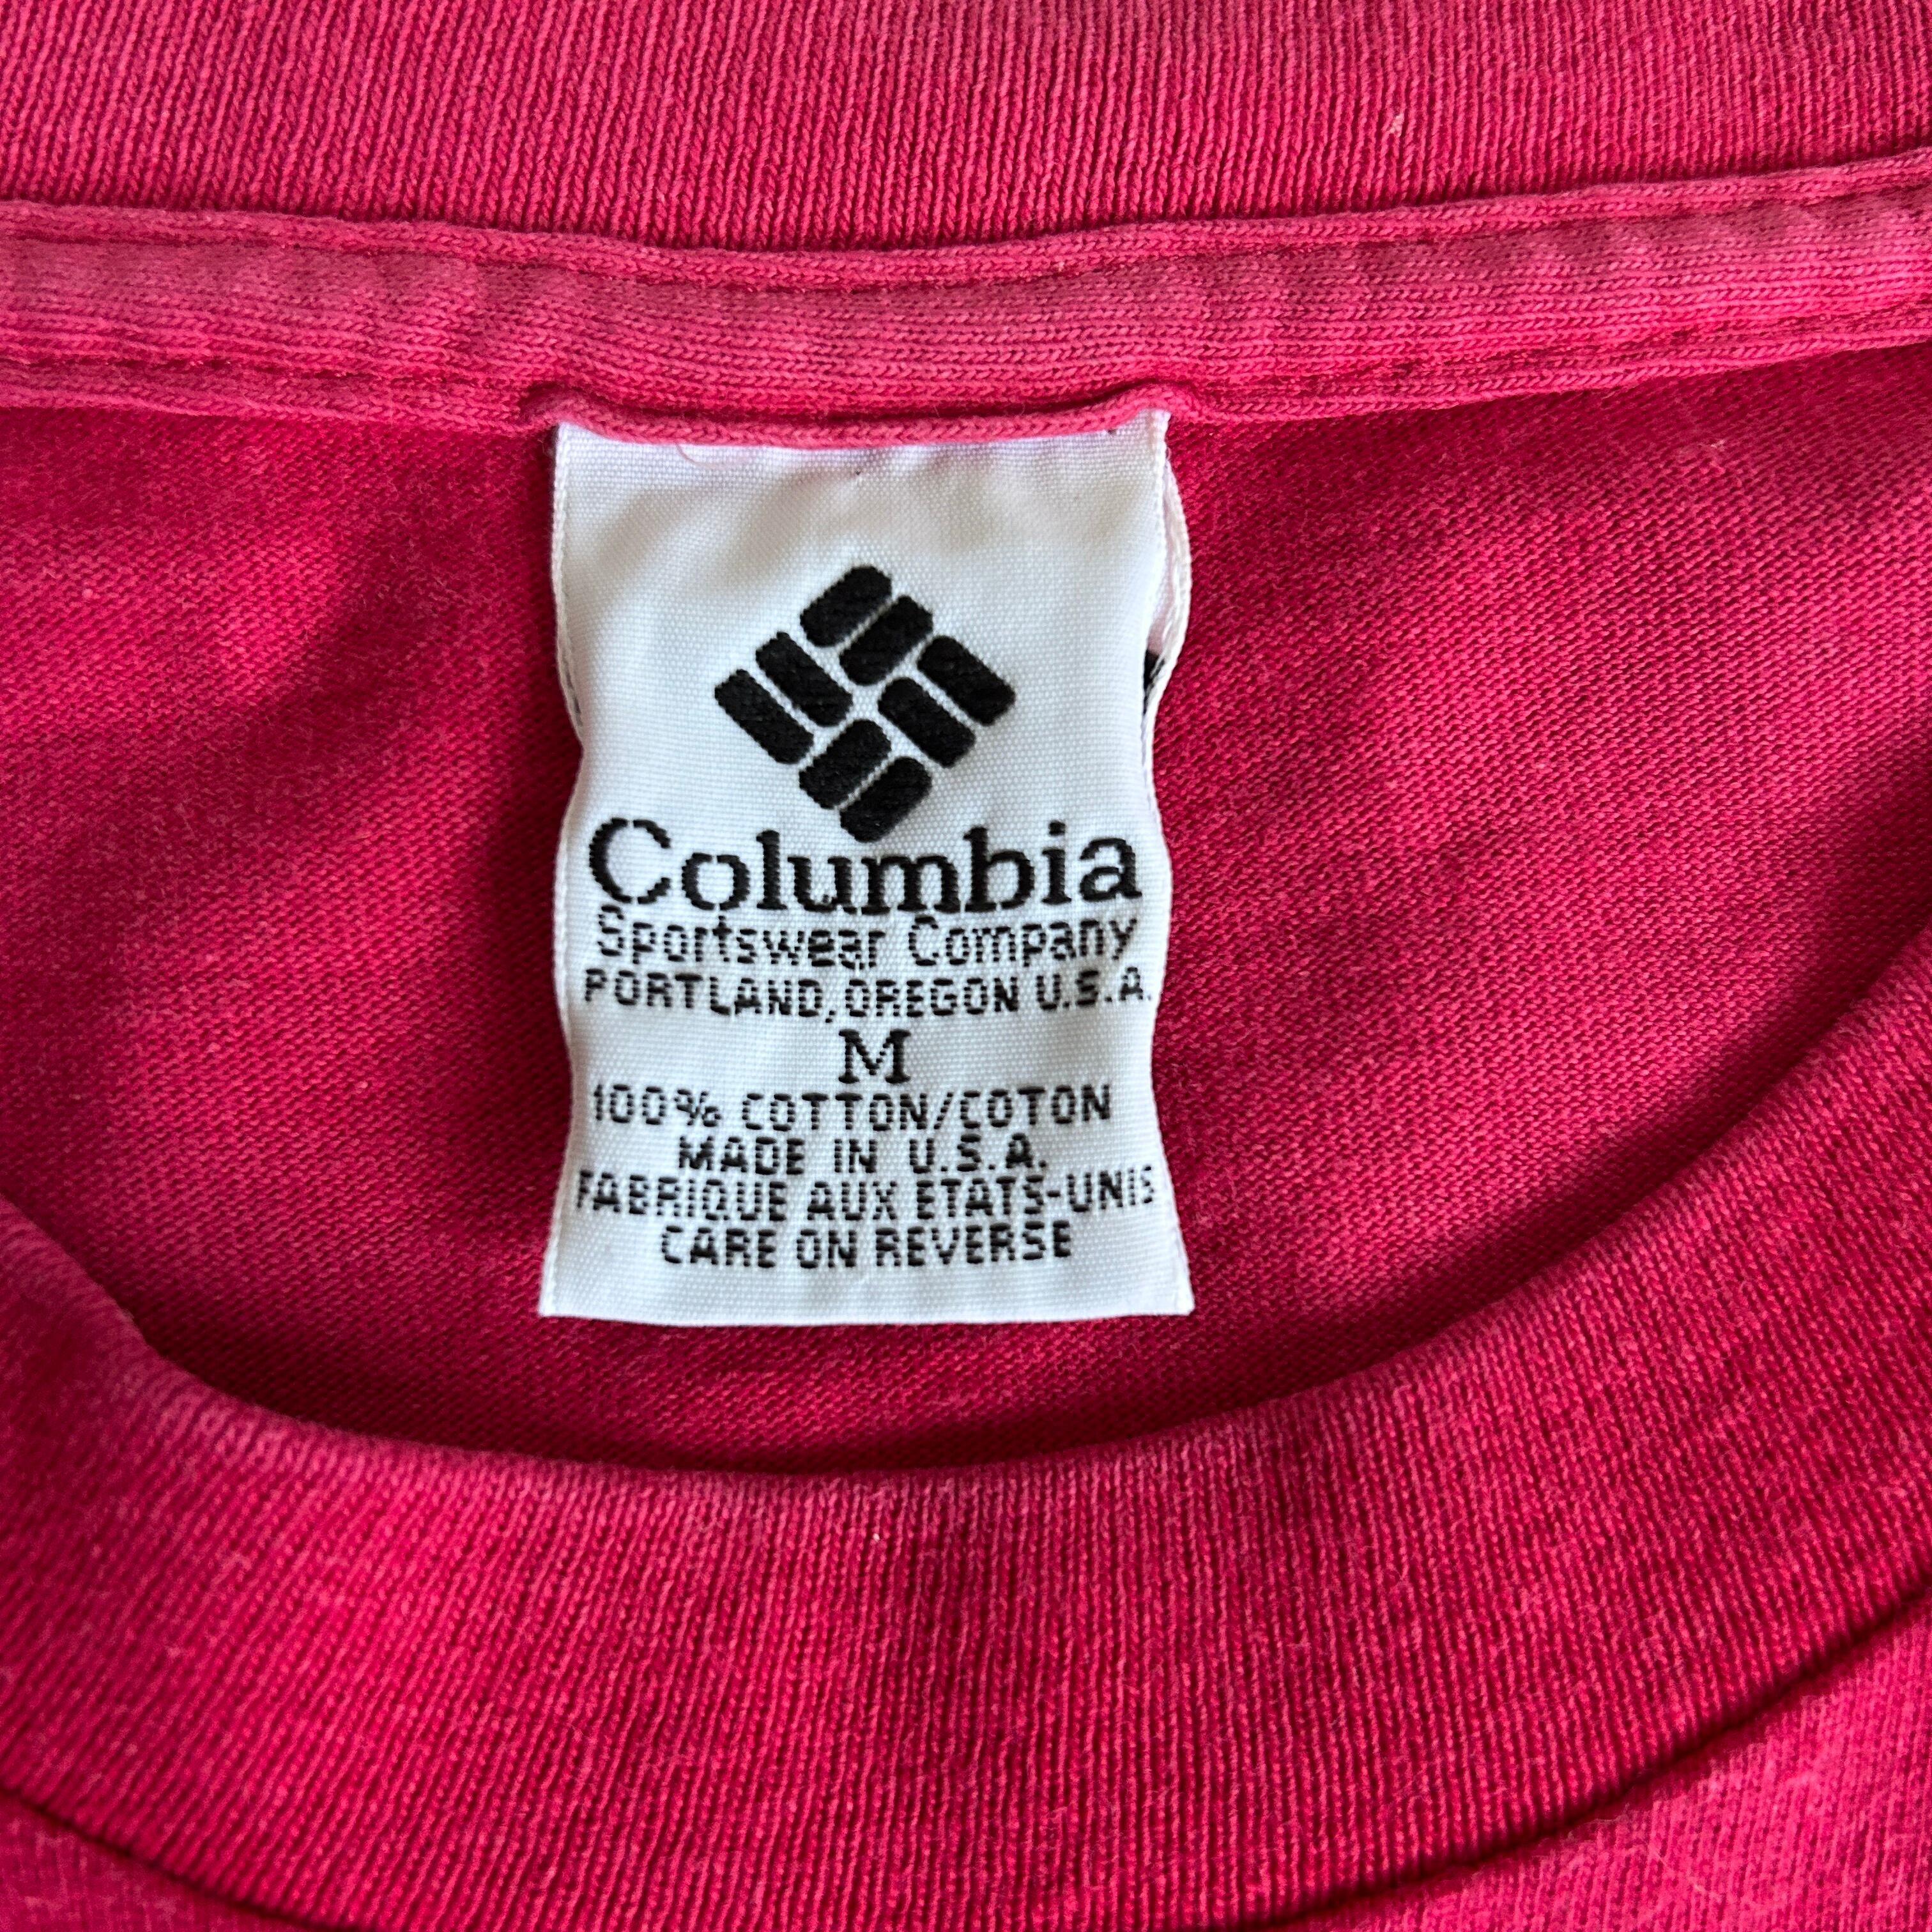 Columbia
Sportswear Company
PORTLAND, OREGON U.S.A.
M
100% COTTON/COTON
MADE IN U.S.A.
FABRIQUE AUX ETATS-UNIS
CARE ON REVERSE